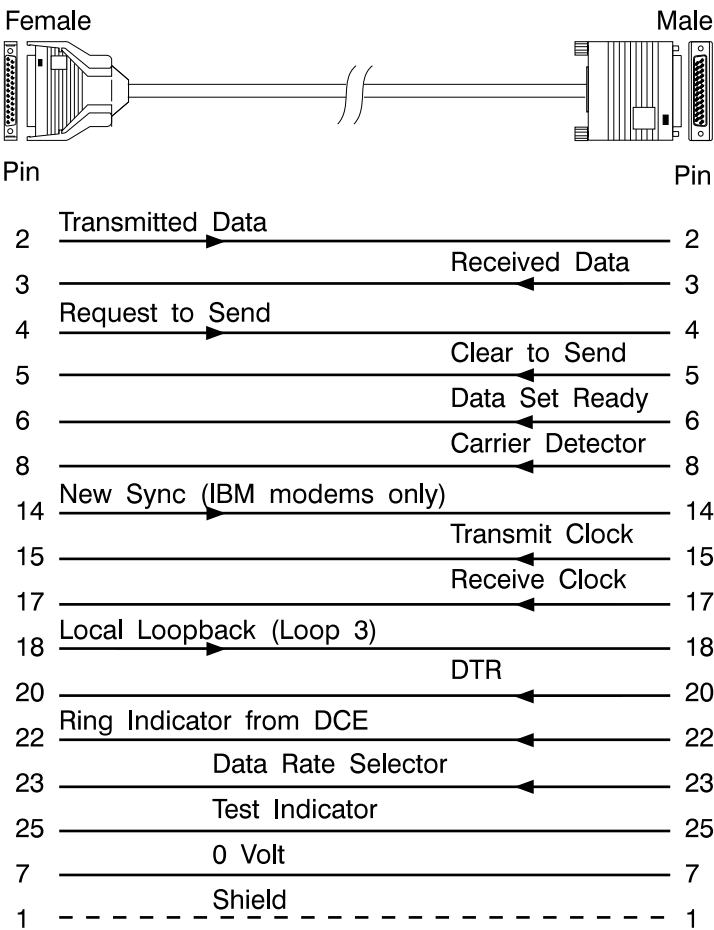 Female Male
Pin Pin
Transmitted Data
2 2
Received Data
3 3
Request to Send
4 4
Clear to Send
5 5
Data Set Ready
6 6
Carrier Detector
8 8
New Sync (IBM modems only)
14 14
Transmit Clock
15 15
Receive Clock
17 17
Local Loopback (Loop 3)
18 18
DTR
20 20
Ring Indicator from DCE
22 22
Data Rate Selector
23 23
Test Indicator
25 25
0 Volt
7 7
Shield
1 1